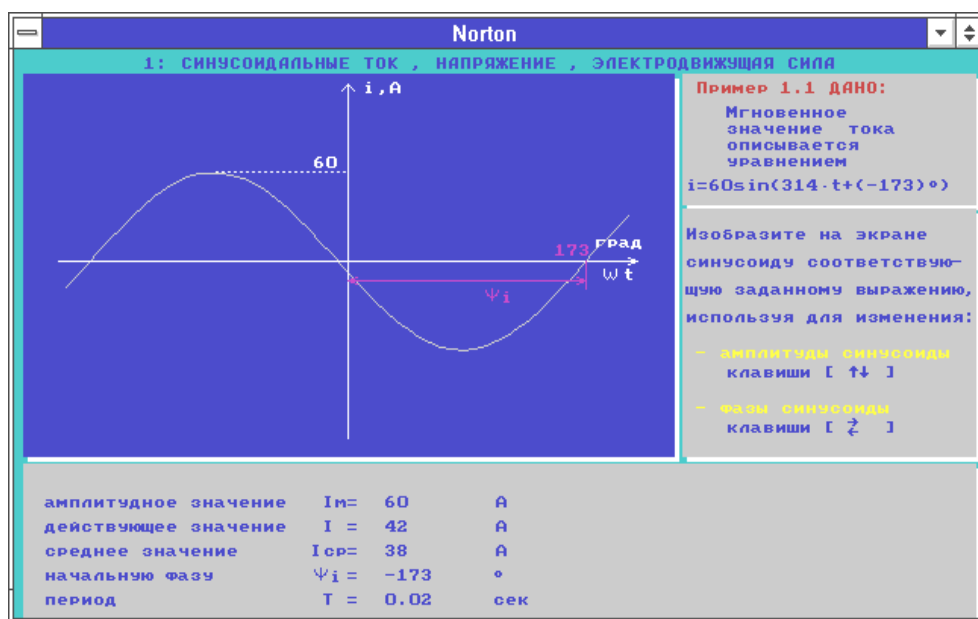 Norton
1: СИНУСОИДАЛЬНЫЕ ТОК , НАПРЯЖЕНИЕ , ЭЛЕКТРОДВИЖУЩАЯ СИЛА
i,А
60
173
град
ωt
Ψi
Пример 1.1 ДАНО:
Мгновенное
значение тока
описывается
уравнением
i=60sin(314·t+(-173)°)
Изобразите на экране
синусоиду соответствую-
щую заданному выражению,
используя для изменения:
- амплитуды синусоиды
клавиши [ ↑↓ ]
- фазы синусоиды
клавиши [ ⇄ ]
амплитудное значение Im= 60 А
действующее значение I = 42 А
среднее значение Iср= 38 А
начальную фазу Ψi = -173 °
период T = 0.02 сек